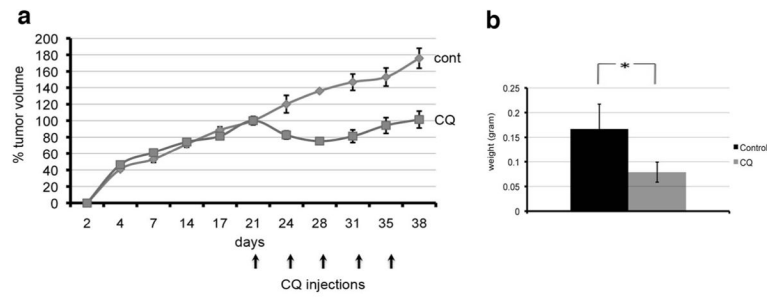 a
% tumor volume
200
180
160
140
120
100
80
60
40
20
0
cont
CQ
2 4 7 14 17 21 24 28 31 35 38
days
CQ injections
b
*
weight (gram)
0.25
0.2
0.15
0.1
0.05
0
Control
CQ